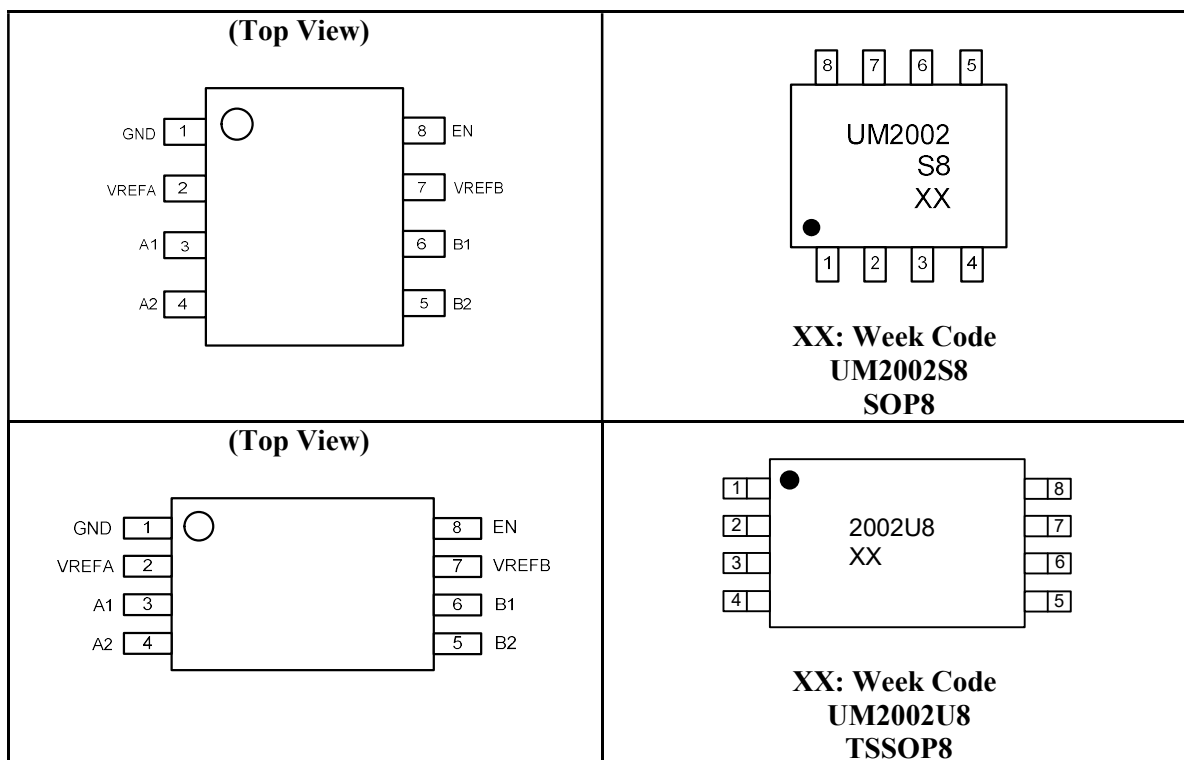 (Top View)
GND 1 8 EN
VREFA 2 7 VREFB
A1 3 6 B1
A2 4 5 B2
8 7 6 5
UM2002
S8
XX
1 2 3 4
XX: Week Code
UM2002S8
SOP8
(Top View)
GND 1 8 EN
VREFA 2 7 VREFB
A1 3 6 B1
A2 4 5 B2
1 8
2 2002U8 7
3 XX 6
4 5
XX: Week Code
UM2002U8
TSSOP8